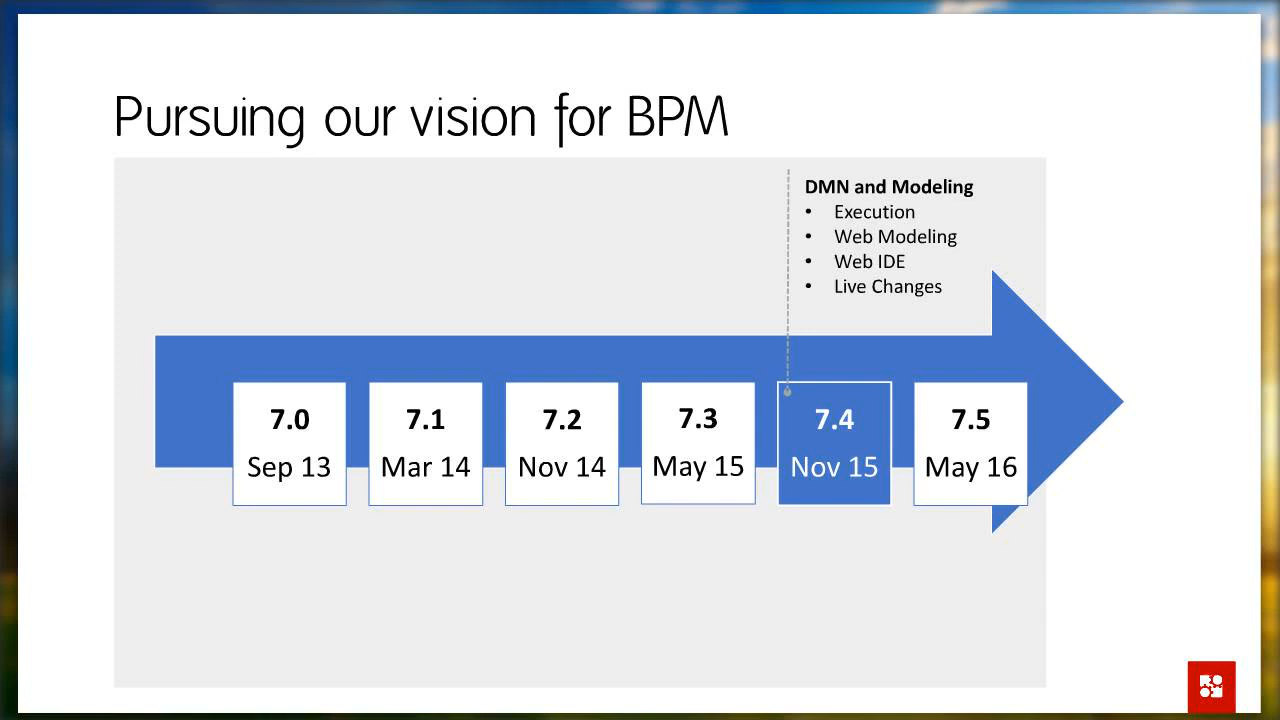 Pursuing our vision for BPM
DMN and Modeling
• Execution
• Web Modeling
• Web IDE
• Live Changes
7.0
Sep 13
7.1
Mar 14
7.2
Nov 14
7.3
May 15
7.4
Nov 15
7.5
May 16